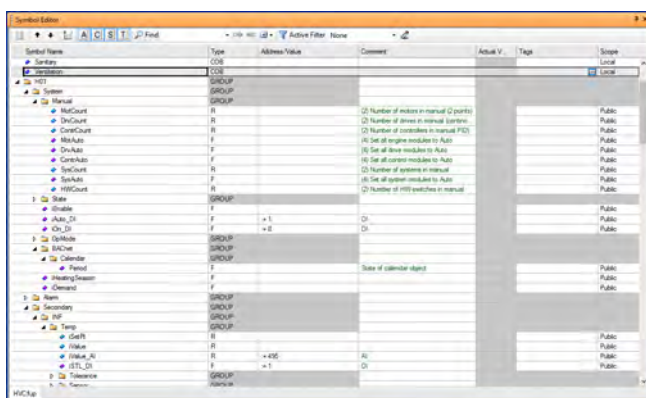 Symbol Editor
A C S T Find Active Filter None
Symbol Name Type Address/Value Comment Actual V... Tags Scope
Sanitary COB Local
Ventilation COB Local
H01 GROUP
System GROUP
Manual GROUP
MotCount R (2) Number of motors in manual (2 points) Public
DrvCount R (2) Number of drives in manual (contino Public
ContrCount R (2) Number of controllers in manual PID) Public
MotAuto F (4) Set all engine modules to Auto Public
DrvAuto F (4) Set all drive modules to Auto Public
ContrAuto F (4) Set all control modules to Auto Public
SysCount R (2) Number of systems in manual Public
SysAuto F (4) Set all system modules to Auto Public
HWCount R (2) Number of HW-switches in manual Public
State GROUP
iEnable F Public
iAuto_DI F = 1 DI Public
iOn_DI F = 0 DI Public
OpMode GROUP
BACnet GROUP
Calendar GROUP
Period F State of calendar object Public
iHeatingSeason F Public
iDemand F Public
Alarm GROUP
Secondary GROUP
INF GROUP
Temp GROUP
iSetRt R Public
iValue R Public
iValue_AI R AI Public
iSTL_DI F = 1 DI Public
Tolerance GROUP
Sensor